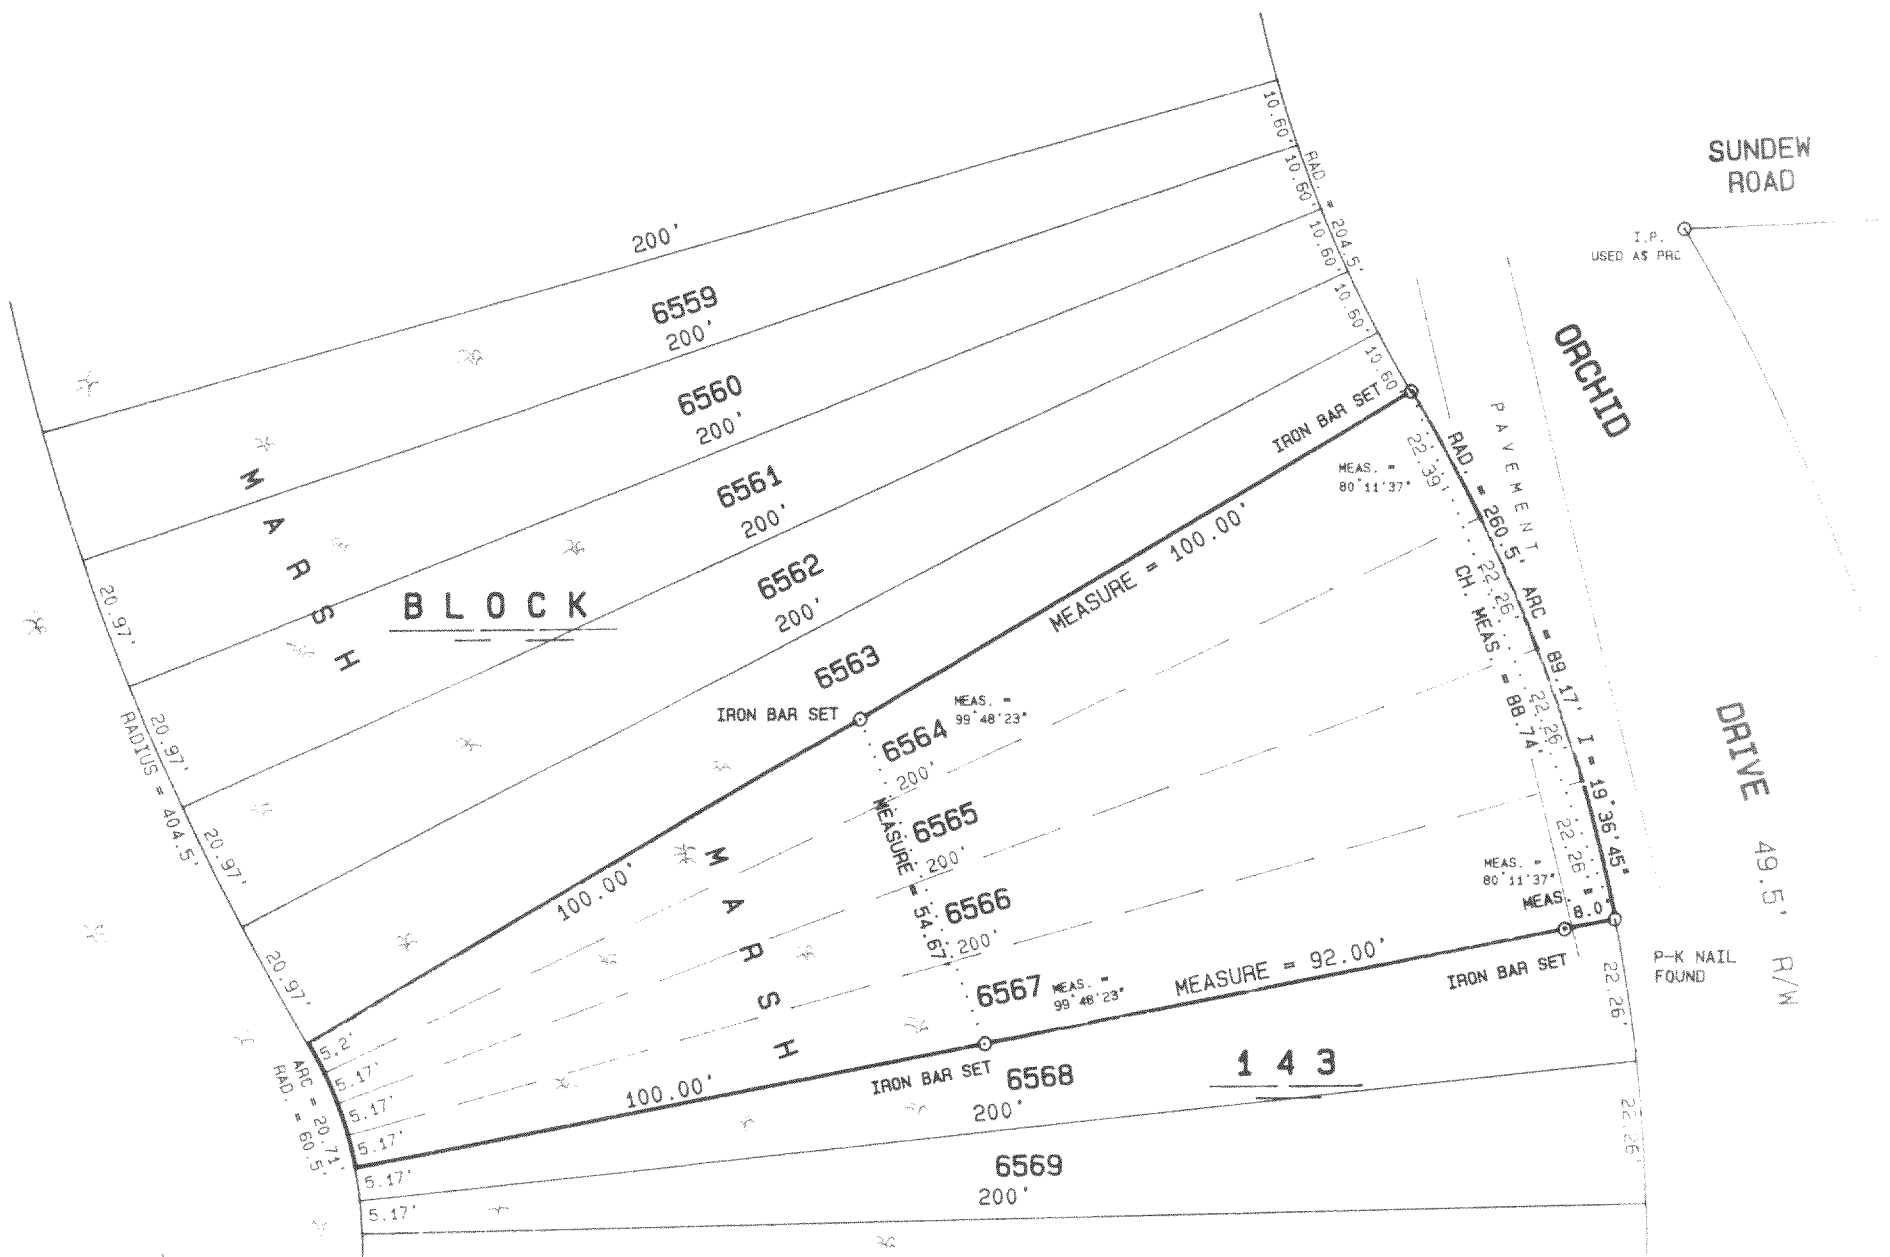 SUNDEW
ROAD
I.P.
USED AS PRC
ORCHID
DRIVE 49.5' R/W
PAVEMENT
10.60'
10.60'
10.60'
10.60'
10.60
RAD. = 204.5'
200'
6559
200'
6560
200'
6561
200'
6562
200'
6563
MARSH
BLOCK
20.97'
20.97'
20.97'
20.97'
RADIUS = 404.5'
IRON BAR SET
MEAS. =
80°11'37"
22.39'
RAD. = 260.5' ARC = 89.17' I = 19°36'45"
CH. MEAS. = 88.74'
22.26'
22.26'
22.26'
MEASURE = 100.00'
IRON BAR SET
MEAS. =
99°48'23"
6564
200'
6565
200'
6566
200'
6567
MEASURE = 54.67'
MEAS. =
99°48'23"
100.00'
MARSH
MEAS. =
80°11'37"
MEAS. =
8.0'
MEASURE = 92.00'
IRON BAR SET
P-K NAIL
FOUND
22.26'
22.26'
5.2'
5.17'
5.17'
5.17'
5.17'
5.17'
ARC = 20.71'
RAD. = 60.5'
100.00'
IRON BAR SET
6568
200'
143
6569
200'